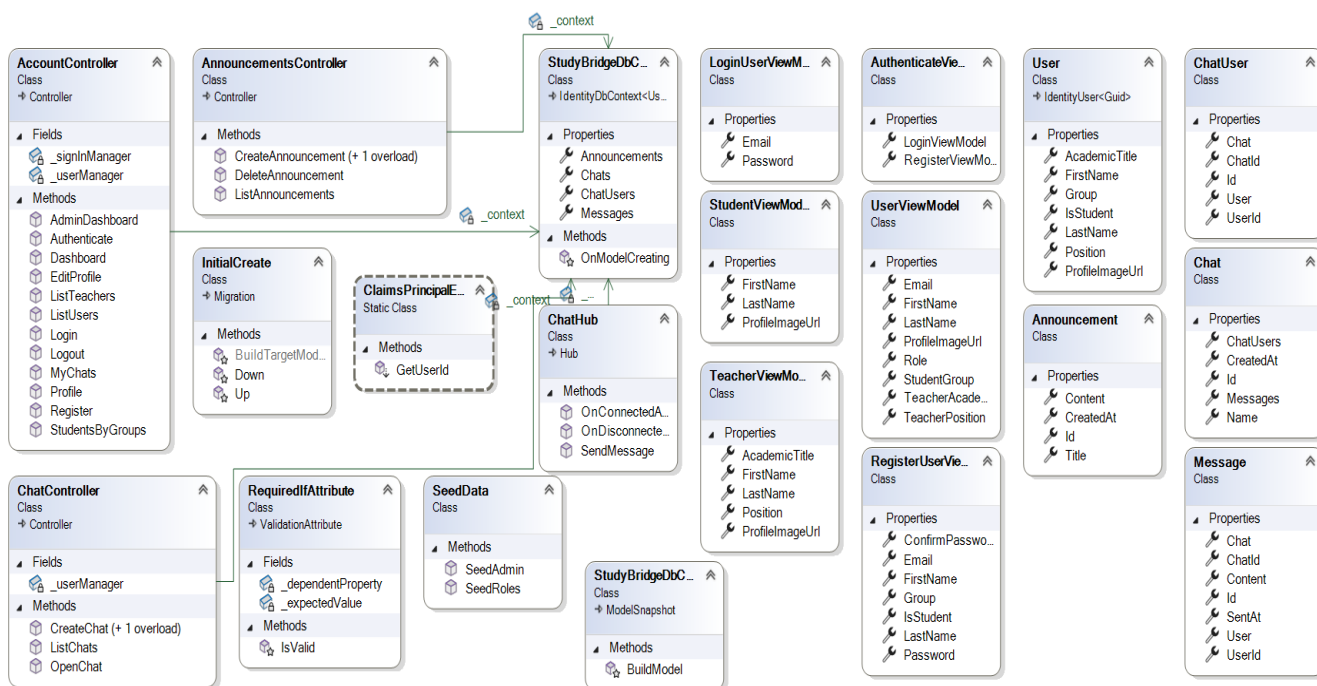 _context
AccountController
Class
Controller
Fields
_signInManager
_userManager
Methods
AdminDashboard
Authenticate
Dashboard
EditProfile
ListTeachers
ListUsers
Login
Logout
MyChats
Profile
Register
StudentsByGroups
AnnouncementsController
Class
Controller
Methods
CreateAnnouncement (+ 1 overload)
DeleteAnnouncement
ListAnnouncements
_context
StudyBridgeDbC...
Class
IdentityDbContext<Us...
Properties
Announcements
Chats
ChatUsers
Messages
Methods
OnModelCreating
LoginUserViewM...
Class
Properties
Email
Password
AuthenticateVie...
Class
Properties
LoginViewModel
RegisterViewMo...
User
Class
IdentityUser<Guid>
Properties
AcademicTitle
FirstName
Group
IsStudent
LastName
Position
ProfileImageUrl
ChatUser
Class
Properties
Chat
ChatId
Id
User
UserId
InitialCreate
Class
Migration
Methods
BuildTargetMod...
Down
Up
ClaimsPrincipalE...
Static Class
Methods
GetUserId
_context
_...
ChatHub
Class
Hub
Methods
OnConnectedA...
OnDisconnecte...
SendMessage
StudentViewMod...
Class
Properties
FirstName
LastName
ProfileImageUrl
UserViewModel
Class
Properties
Email
FirstName
LastName
ProfileImageUrl
Role
StudentGroup
TeacherAcade...
TeacherPosition
Announcement
Class
Properties
Content
CreatedAt
Id
Title
Chat
Class
Properties
ChatUsers
CreatedAt
Id
Messages
Name
TeacherViewMo...
Class
Properties
AcademicTitle
FirstName
LastName
Position
ProfileImageUrl
ChatController
Class
Controller
Fields
_userManager
Methods
CreateChat (+ 1 overload)
ListChats
OpenChat
RequiredIfAttribute
Class
ValidationAttribute
Fields
_dependentProperty
_expectedValue
Methods
IsValid
SeedData
Class
Methods
SeedAdmin
SeedRoles
StudyBridgeDbC...
Class
ModelSnapshot
Methods
BuildModel
RegisterUserVie...
Class
Properties
ConfirmPasswo...
Email
FirstName
Group
IsStudent
LastName
Password
Message
Class
Properties
Chat
ChatId
Content
Id
SentAt
User
UserId